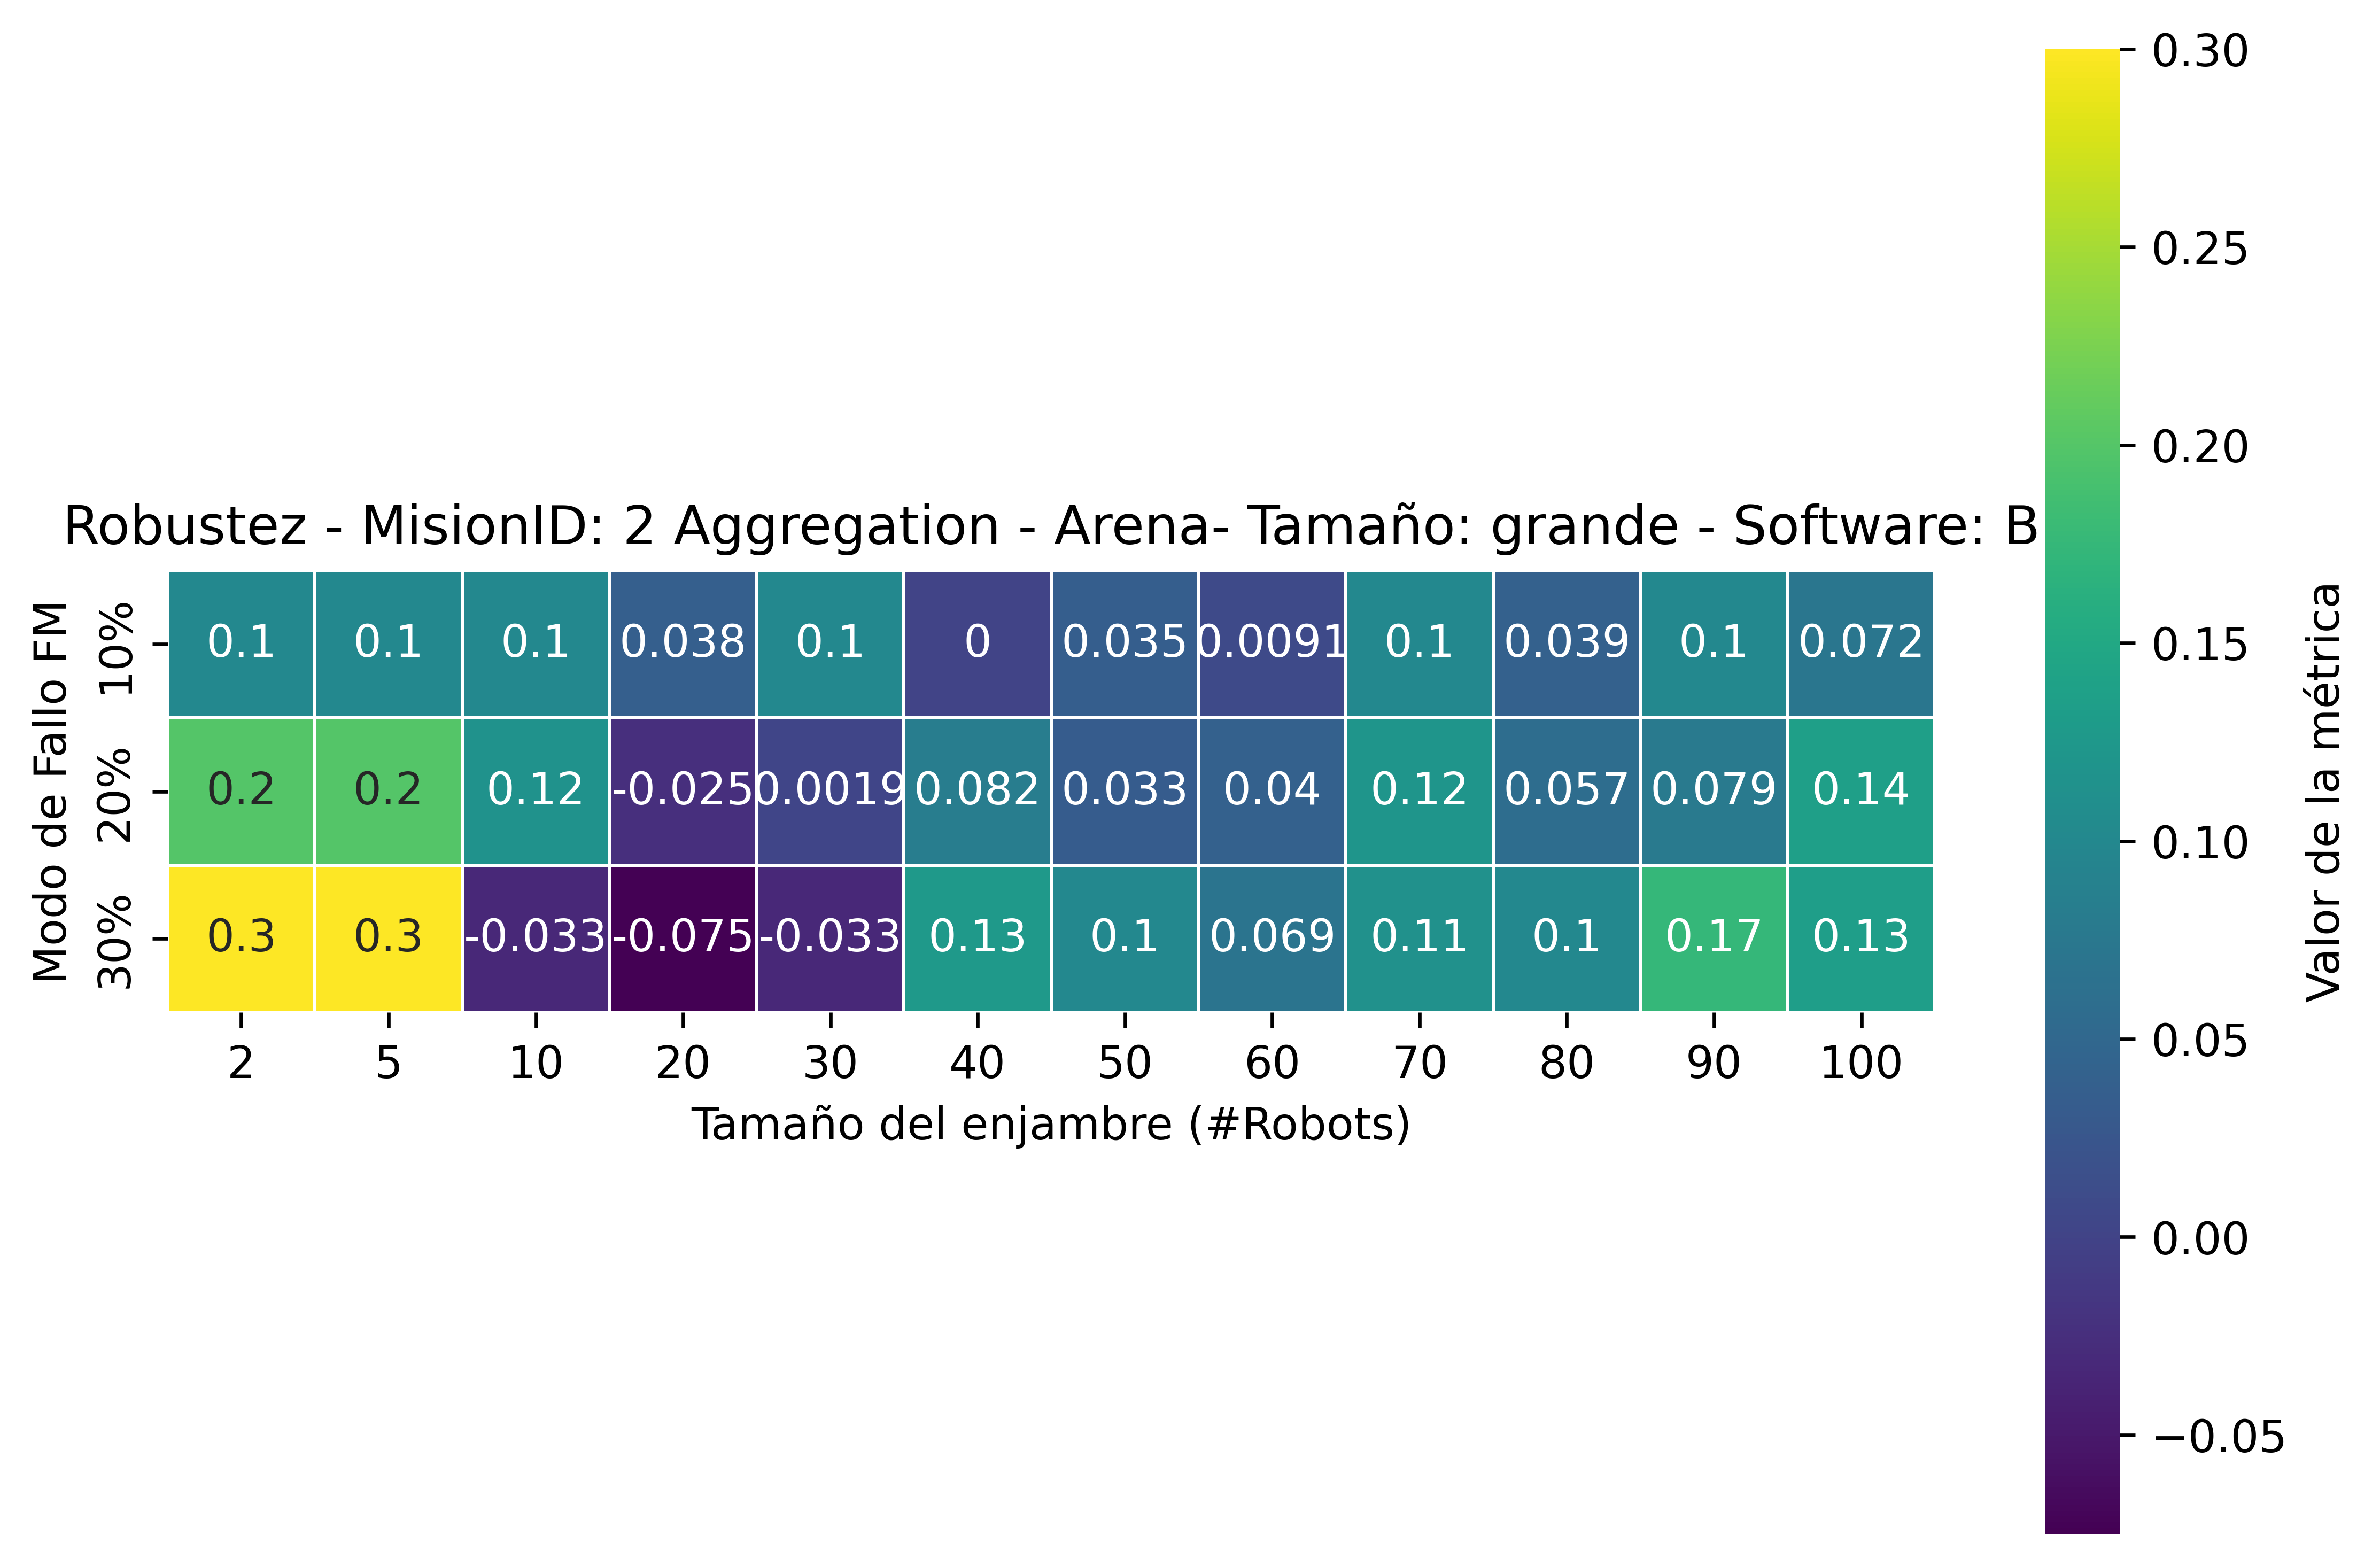 Robustez - MisionID: 2 Aggregation - Arena- Tamaño: grande - Software: B
Modo de Fallo FM
10%
0.1 0.1 0.1 0.038 0.1 0 0.035 0.0091 0.1 0.039 0.1 0.072
20%
0.2 0.2 0.12 -0.025 0.0019 0.082 0.033 0.04 0.12 0.057 0.079 0.14
30%
0.3 0.3 -0.033 -0.075 -0.033 0.13 0.1 0.069 0.11 0.1 0.17 0.13
2 5 10 20 30 40 50 60 70 80 90 100
Tamaño del enjambre (#Robots)
0.30
0.25
0.20
0.15
0.10
0.05
0.00
−0.05
Valor de la métrica